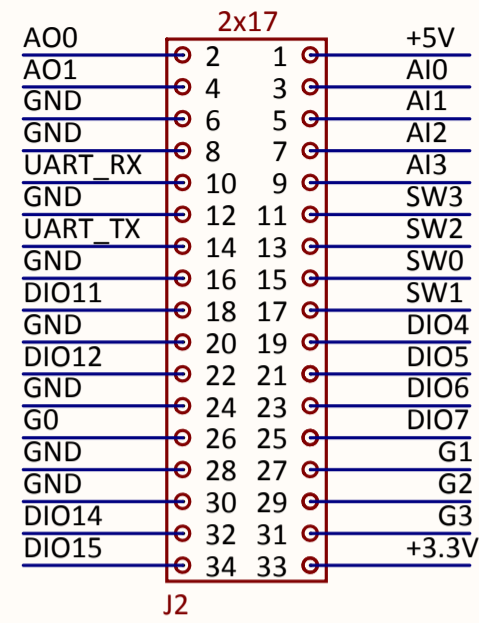 2x17
AO0 2 1 +5V
AO1 4 3 AI0
GND 6 5 AI1
GND 8 7 AI2
UART_RX 10 9 AI3
GND 12 11 SW3
UART_TX 14 13 SW2
GND 16 15 SW0
DIO11 18 17 SW1
GND 20 19 DIO4
DIO12 22 21 DIO5
GND 24 23 DIO6
G0 26 25 DIO7
GND 28 27 G1
GND 30 29 G2
DIO14 32 31 G3
DIO15 34 33 +3.3V
J2